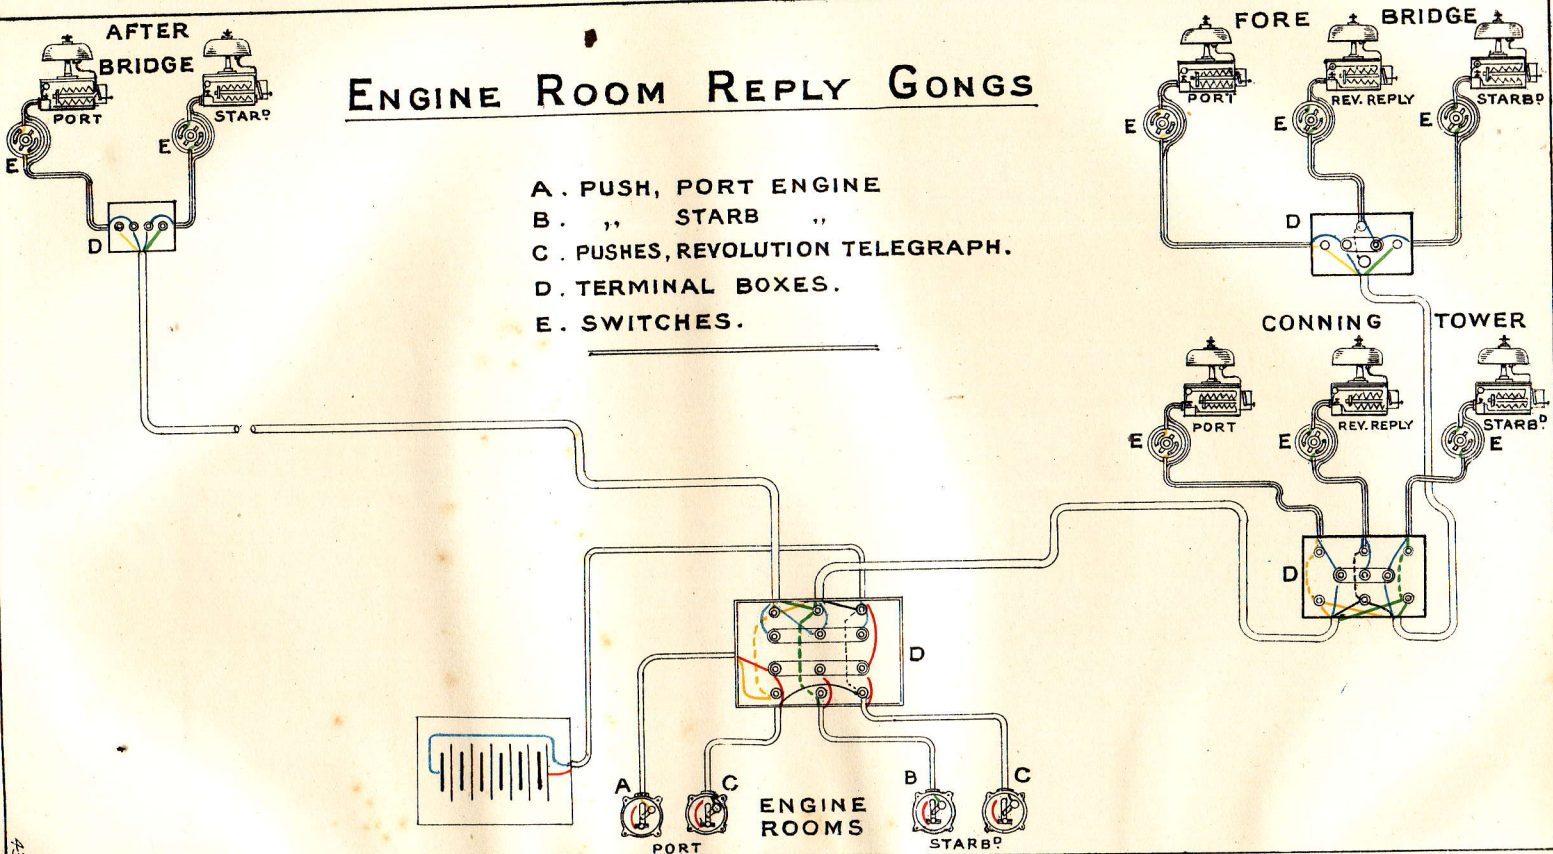 ENGINE ROOM REPLY GONGS
A. PUSH, PORT ENGINE
B. ,, STARB ,,
C. PUSHES, REVOLUTION TELEGRAPH.
D. TERMINAL BOXES.
E. SWITCHES.
AFTER
BRIDGE
PORT
STARD.
E
E
D
FORE BRIDGE
PORT
REV. REPLY
STARBD.
E
E
E
D
CONNING TOWER
PORT
REV. REPLY
STARBD.
E
E
E
D
D
A
C
B
C
ENGINE
ROOMS
PORT
STARBD.